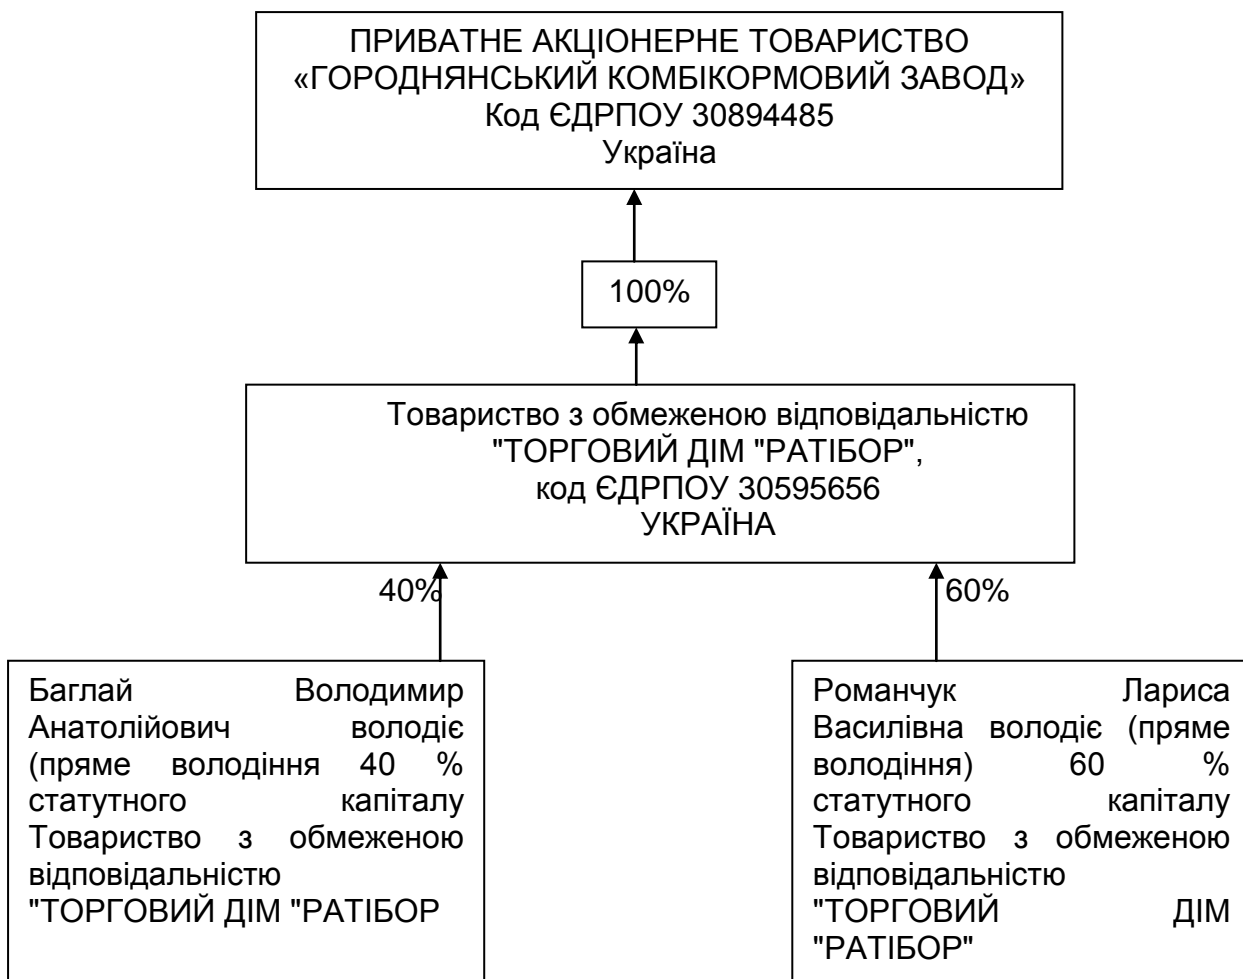 ПРИВАТНЕ АКЦІОНЕРНЕ ТОВАРИСТВО
«ГОРОДНЯНСЬКИЙ КОМБІКОРМОВИЙ ЗАВОД»
Код ЄДРПОУ 30894485
Україна
100%
Товариство з обмеженою відповідальністю
"ТОРГОВИЙ ДІМ "РАТІБОР",
код ЄДРПОУ 30595656
УКРАЇНА
40%
60%
Баглай Володимир
Анатолійович володіє
(пряме володіння 40 %
статутного капіталу
Товариство з обмеженою
відповідальністю
"ТОРГОВИЙ ДІМ "РАТІБОР
Романчук Лариса
Василівна володіє (пряме
володіння) 60 %
статутного капіталу
Товариство з обмеженою
відповідальністю
"ТОРГОВИЙ ДІМ
"РАТІБОР"